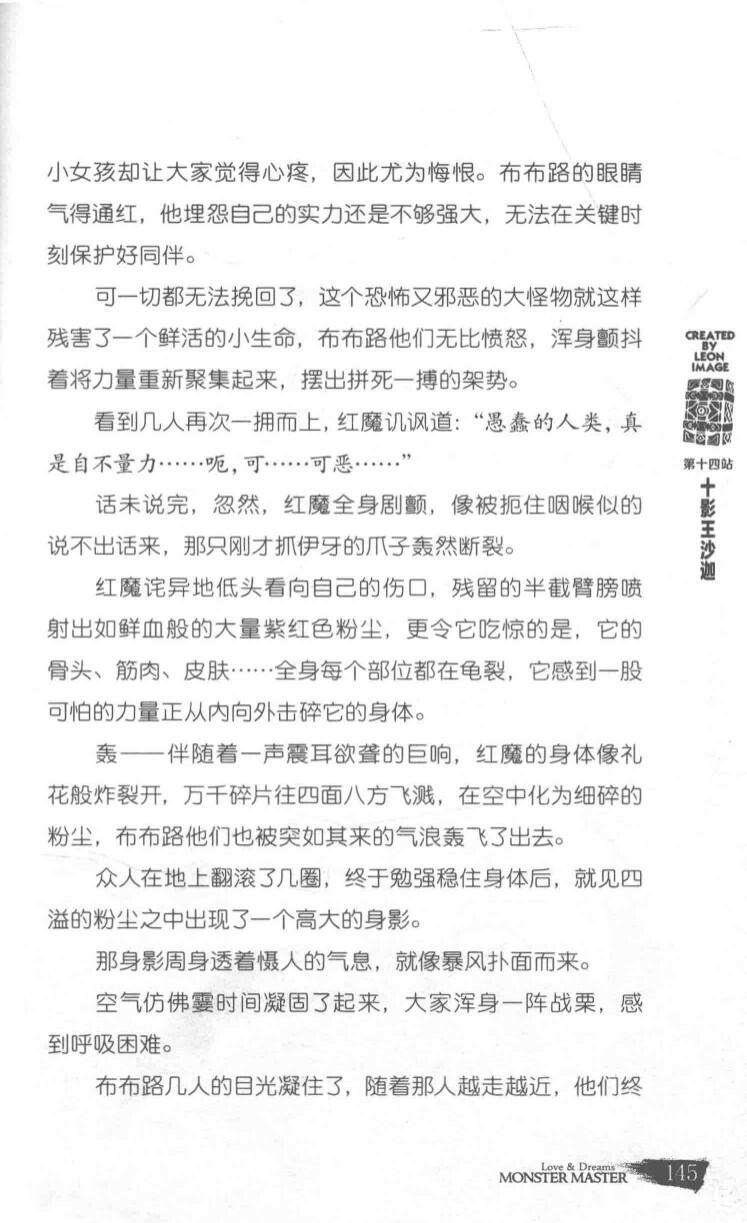 小女孩却让大家觉得心疼，因此尤为悔恨。布布路的眼睛
气得通红，他埋怨自己的实力还是不够强大，无法在关键时
刻保护好同伴。
可一切都无法挽回了，这个恐怖又邪恶的大怪物就这样
残害了一个鲜活的小生命，布布路他们无比愤怒，浑身颤抖
着将力量重新聚集起来，摆出拼死一搏的架势。
看到几人再次一拥而上，红魔讥讽道：“愚蠢的人类，真
是自不量力……呃，可……可恶……”
话未说完，忽然，红魔全身剧颤，像被扼住咽喉似的
说不出话来，那只刚才抓伊牙的爪子轰然断裂。
红魔诧异地低头看向自己的伤口，残留的半截臂膀喷
射出如鲜血般的大量紫红色粉尘，更令它吃惊的是，它的
骨头、筋肉、皮肤……全身每个部位都在龟裂，它感到一股
可怕的力量正从内向外击碎它的身体。
轰——伴随着一声震耳欲聋的巨响，红魔的身体像礼
花般炸裂开，万千碎片往四面八方飞溅，在空中化为细碎的
粉尘，布布路他们也被突如其来的气浪轰飞了出去。
众人在地上翻滚了几圈，终于勉强稳住身体后，就见四
溢的粉尘之中出现了一个高大的身影。
那身影周身透着慑人的气息，就像暴风扑面而来。
空气仿佛霎时间凝固了起来，大家浑身一阵战栗，感
到呼吸困难。
布布路几人的目光凝住了，随着那人越走越近，他们终
CREATED
BY
LEON
IMAGE
第十四站
十影王沙迦
Love & Dreams
MONSTER MASTER
145